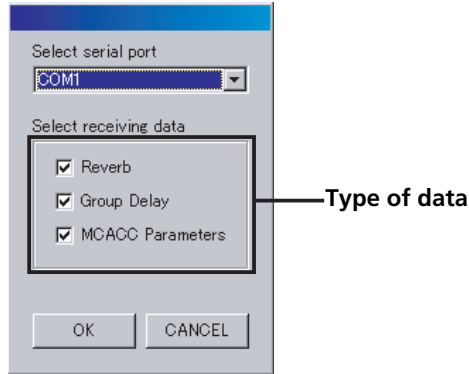 Select serial port
COM1
Select receiving data
Reverb
Group Delay
Type of data
MCACC Parameters
OK
CANCEL